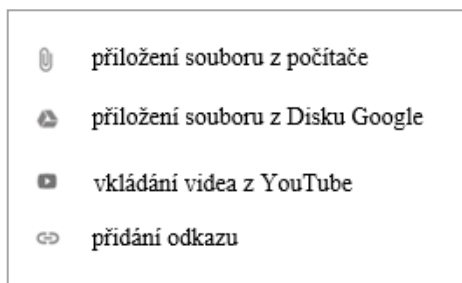 přiložení souboru z počítače
přiložení souboru z Disku Google
vkládání videa z YouTube
přidání odkazu